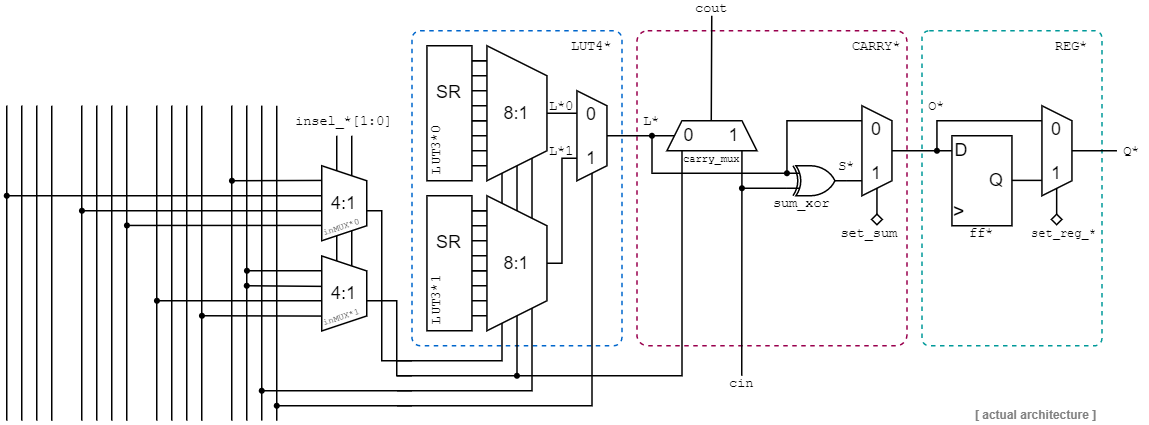 cout
LUT4*
CARRY*
REG*
SR
8:1
LUT3*0
L*0
0
L*1
1
insel_*[1:0]
4:1
inMUX*0
L*
0
1
carry_mux
0
1
S*
sum_xor
set_sum
O*
D
Q
>
ff*
0
1
Q*
set_reg_*
SR
8:1
LUT3*1
4:1
inMUX*1
cin
[ actual architecture ]